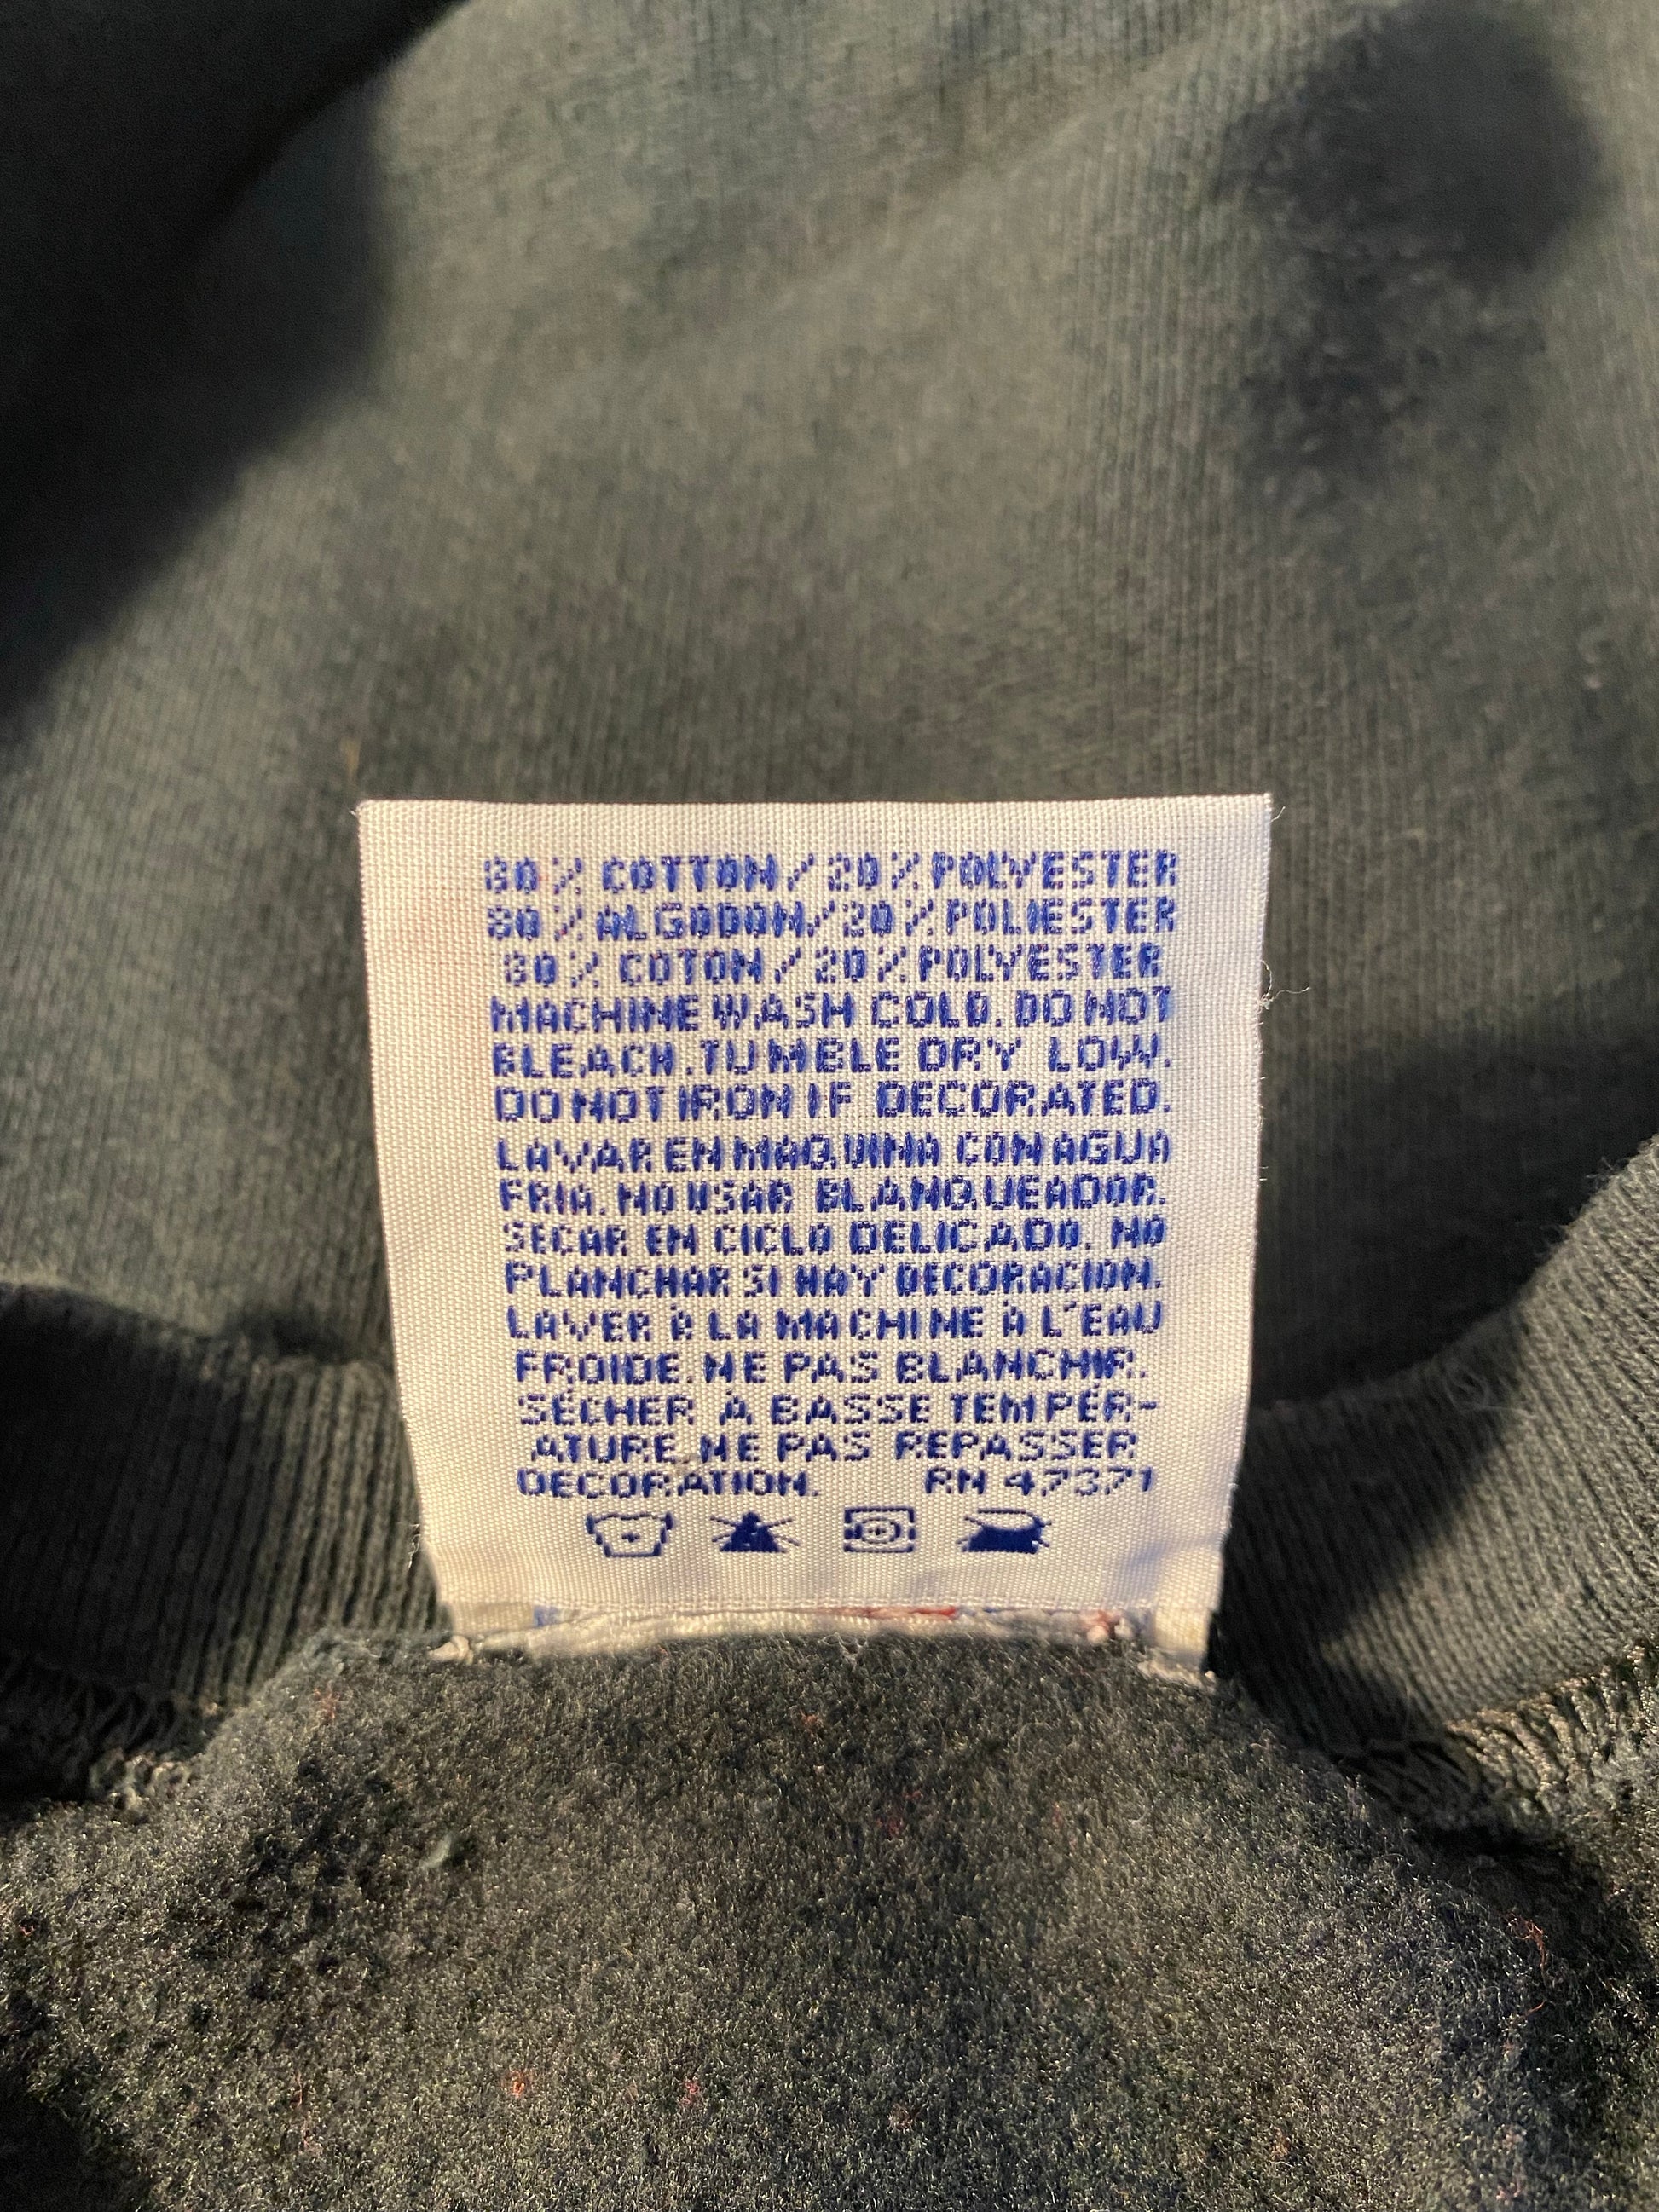 80% COTTON/20% POLYESTER
80% ALGODON/20% POLIESTER
80% COTON/20% POLYESTER
MACHINE WASH COLD. DO NOT
BLEACH. TUMBLE DRY LOW.
DO NOT IRON IF DECORATED.
LAVAR EN MAQUINA CON AGUA
FRIA. NO USAR BLANQUEADOR.
SECAR EN CICLO DELICADO. NO
PLANCHAR SI HAY DECORACION.
LAVER À LA MACHINE À L'EAU
FROIDE. NE PAS BLANCHIR.
SÉCHER À BASSE TEMPÉR-
ATURE. NE PAS REPASSER
DECORATION. RN 47371